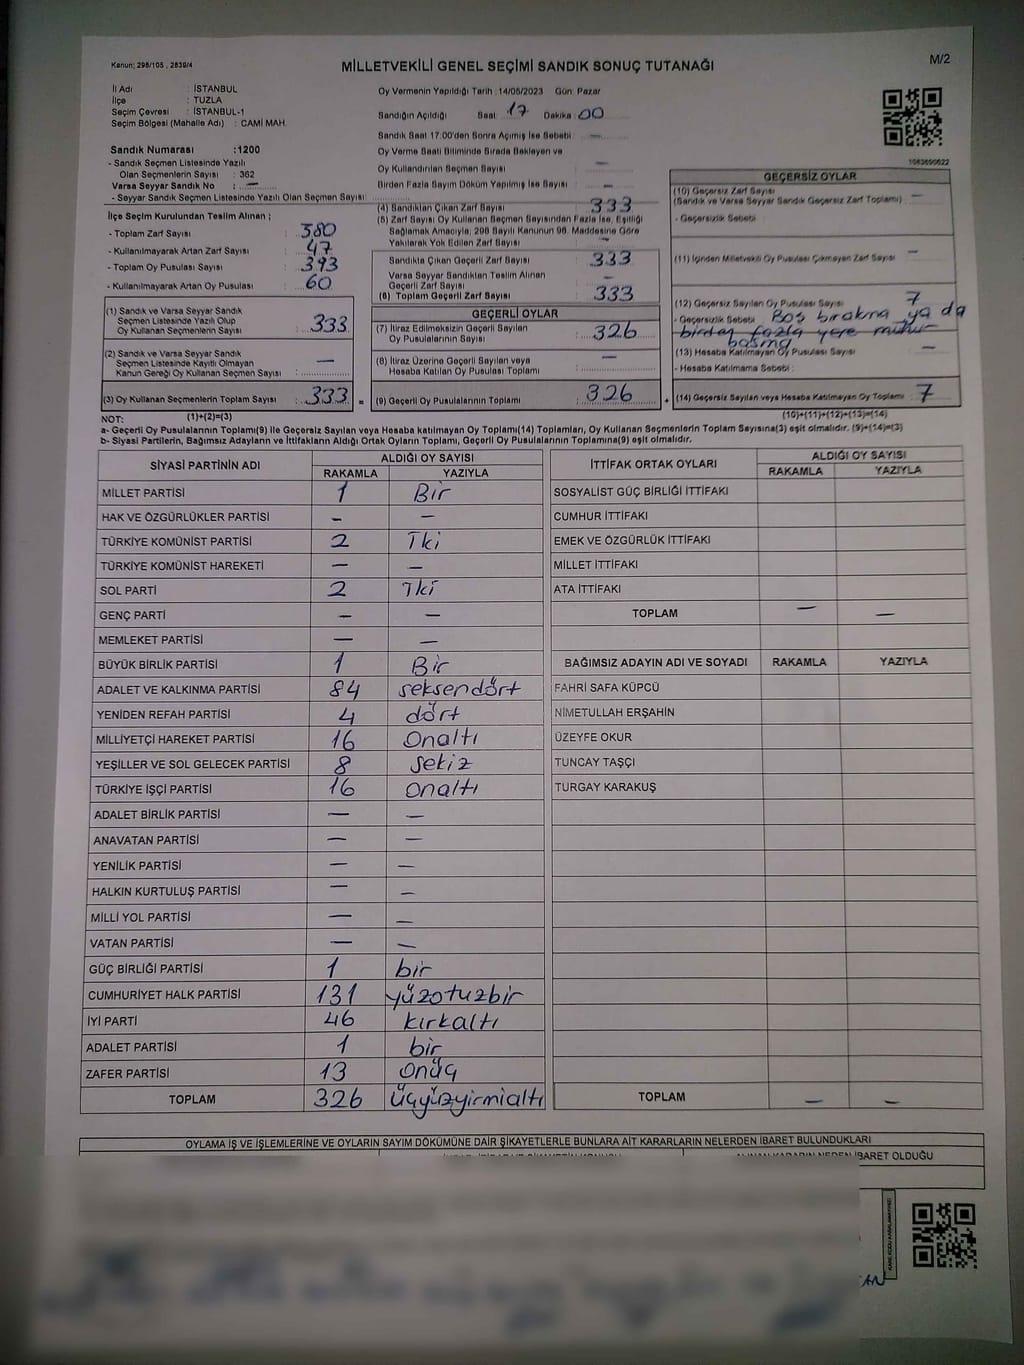 Kanun; 298/105 , 2839/4
MİLLETVEKİLİ GENEL SEÇİMİ SANDIK SONUÇ TUTANAĞI
M/2
İl Adı : İSTANBUL
İlçe : TUZLA
Seçim Çevresi : İSTANBUL-1
Seçim Bölgesi (Mahalle Adı) : CAMİ MAH.
Sandık Numarası :1200
- Sandık Seçmen Listesinde Yazılı
Olan Seçmenlerin Sayısı : 362
Varsa Seyyar Sandık No : —
- Seyyar Sandık Seçmen Listesinde Yazılı Olan Seçmen Sayısı
Oy Vermenin Yapıldığı Tarih :14/05/2023 Gün: Pazar
Sandığın Açıldığı Saat 17 Dakika 00
Sandık Saat 17.00'den Sonra Açımış İse Sebebi: —
Oy Verme Saati Bitiminde Sırada Bekleyen ve
Oy Kullandırılan Seçmen Sayısı —
Birden Fazla Sayım Döküm Yapılmış İse Sayısı —
İlçe Seçim Kurulundan Teslim Alınan ;
- Toplam Zarf Sayısı : 380
- Kullanılmayarak Artan Zarf Sayısı : 47
- Toplam Oy Pusulası Sayısı : 393
- Kullanılmayarak Artan Oy Pusulası : 60
(1) Sandık ve Varsa Seyyar Sandık
Seçmen Listesinde Yazılı Olup
Oy Kullanan Seçmenlerin Sayısı : 333
(2) Sandık ve Varsa Seyyar Sandık
Seçmen Listesinde Kayıtlı Olmayan
Kanun Gereği Oy Kullanan Seçmen Sayısı : —
(3) Oy Kullanan Seçmenlerin Toplam Sayısı : 333 =
(4) Sandıktan Çıkan Zarf Sayısı : 333
(5) Zarf Sayısı Oy Kullanan Seçmen Sayısından Fazla İse, Eşitliği
Sağlamak Amacıyla; 298 Sayılı Kanunun 98. Maddesine Göre
Yakılarak Yok Edilen Zarf Sayısı —
Sandıkta Çıkan Geçerli Zarf Sayısı : 333
Varsa Seyyar Sandıktan Teslim Alınan
Geçerli Zarf Sayısı —
(6) Toplam Geçerli Zarf Sayısı : 333
GEÇERLİ OYLAR
(7) İtiraz Edilmeksizin Geçerli Sayılan
Oy Pusulalarının Sayısı : 326
(8) İtiraz Üzerine Geçerli Sayılan veya
Hesaba Katılan Oy Pusulası Toplamı —
(9) Geçerli Oy Pusulalarının Toplamı : 326 +
1083690622
GEÇERSİZ OYLAR
(10) Geçersiz Zarf Sayısı
(Sandık ve Varsa Seyyar Sandık Geçersiz Zarf Toplamı) —
- Geçersizlik Sebebi :
(11) İçinden Milletvekili Oy Pusulası Çıkmayan Zarf Sayısı —
(12) Geçersiz Sayılan Oy Pusulası Sayısı 7
- Geçersizlik Sebebi : Boş bırakma ya da
birden fazla yere mühür
basma
(13) Hesaba Katılmayan Oy Pusulası Sayısı —
- Hesaba Katılmama Sebebi :
(14) Geçersiz Sayılan veya Hesaba Katılmayan Oy Toplamı : 7
NOT: (1)+(2)=(3)
(10)+(11)+(12)+(13)=(14)
a- Geçerli Oy Pusulalarının Toplamı(9) ile Geçersiz Sayılan veya Hesaba katılmayan Oy Toplamı(14) Toplamları, Oy Kullanan Seçmenlerin Toplam Sayısına(3) eşit olmalıdır. (9)+(14)=(3)
b- Siyasi Partilerin, Bağımsız Adayların ve İttifakların Aldığı Ortak Oyların Toplamı, Geçerli Oy Pusulalarının Toplamına(9) eşit olmalıdır.
SİYASİ PARTİNİN ADI ALDIĞI OY SAYISI
RAKAMLA YAZIYLA
MİLLET PARTİSİ 1 Bir
HAK VE ÖZGÜRLÜKLER PARTİSİ — —
TÜRKİYE KOMÜNİST PARTİSİ 2 İki
TÜRKİYE KOMÜNİST HAREKETİ — —
SOL PARTİ 2 İki
GENÇ PARTİ — —
MEMLEKET PARTİSİ — —
BÜYÜK BİRLİK PARTİSİ 1 Bir
ADALET VE KALKINMA PARTİSİ 84 seksendört
YENİDEN REFAH PARTİSİ 4 dört
MİLLİYETÇİ HAREKET PARTİSİ 16 Onaltı
YEŞİLLER VE SOL GELECEK PARTİSİ 8 sekiz
TÜRKİYE İŞÇİ PARTİSİ 16 onaltı
ADALET BİRLİK PARTİSİ — —
ANAVATAN PARTİSİ — —
YENİLİK PARTİSİ — —
HALKIN KURTULUŞ PARTİSİ — —
MİLLİ YOL PARTİSİ — —
VATAN PARTİSİ — —
GÜÇ BİRLİĞİ PARTİSİ 1 bir
CUMHURİYET HALK PARTİSİ 131 yüzotuzbir
İYİ PARTİ 46 kırkaltı
ADALET PARTİSİ 1 bir
ZAFER PARTİSİ 13 onüç
TOPLAM 326 üçyüzyirmialtı
İTTİFAK ORTAK OYLARI ALDIĞI OY SAYISI
RAKAMLA YAZIYLA
SOSYALİST GÜÇ BİRLİĞİ İTTİFAKI
CUMHUR İTTİFAKI
EMEK VE ÖZGÜRLÜK İTTİFAKI
MİLLET İTTİFAKI
ATA İTTİFAKI
TOPLAM — —
BAĞIMSIZ ADAYIN ADI VE SOYADI RAKAMLA YAZIYLA
FAHRİ SAFA KÜPCÜ
NİMETULLAH ERŞAHİN
ÜZEYFE OKUR
TUNCAY TAŞÇI
TURGAY KARAKUŞ
TOPLAM — —
OYLAMA İŞ VE İŞLEMLERİNE VE OYLARIN SAYIM DÖKÜMÜNE DAİR ŞİKAYETLERLE BUNLARA AİT KARARLARIN NELERDEN İBARET BULUNDUKLARI
ALINAN KARARIN NEDEN İBARET OLDUĞU